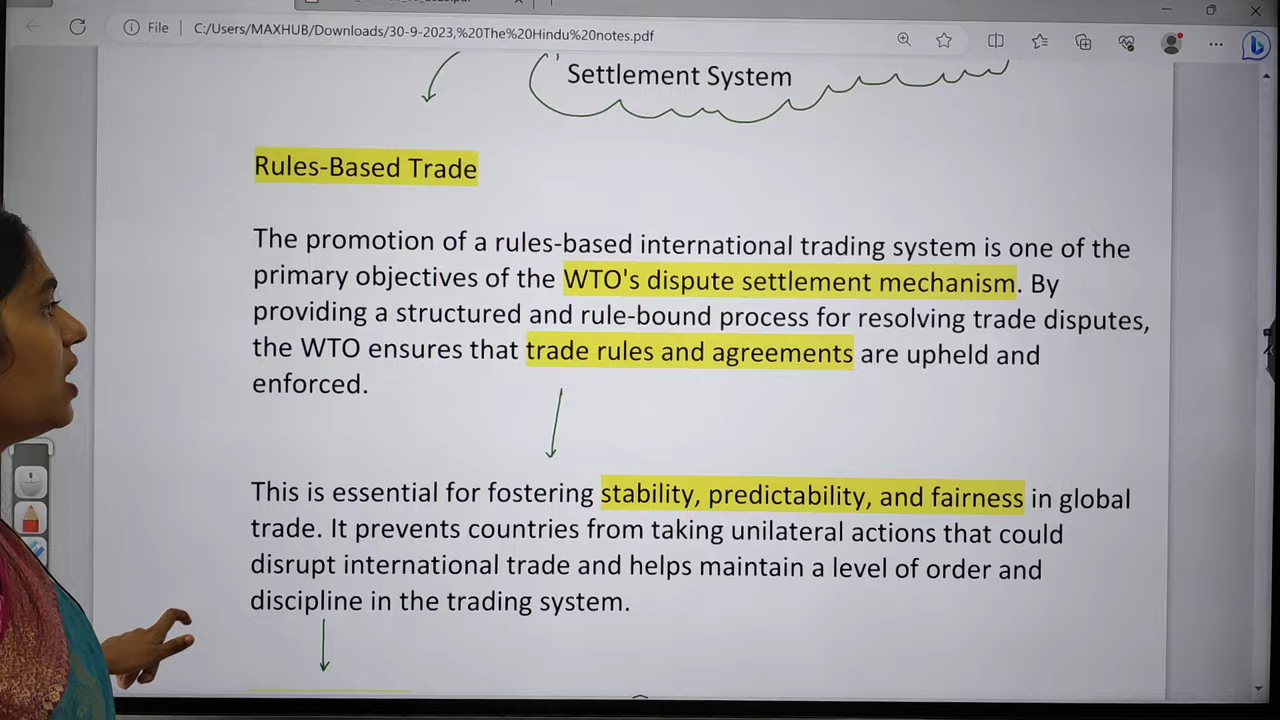 File
C:/Users/MAXHUB/Downloads/30-9-2023,%20The%20Hindu%20notes.pdf
Settlement System
Rules-Based Trade
The promotion of a rules-based international trading system is one of the
primary objectives of the WTO's dispute settlement mechanism. By
providing a structured and rule-bound process for resolving trade disputes,
the WTO ensures that trade rules and agreements are upheld and
enforced.
This is essential for fostering stability, predictability, and fairness in global
trade. It prevents countries from taking unilateral actions that could
disrupt international trade and helps maintain a level of order and
discipline in the trading system.